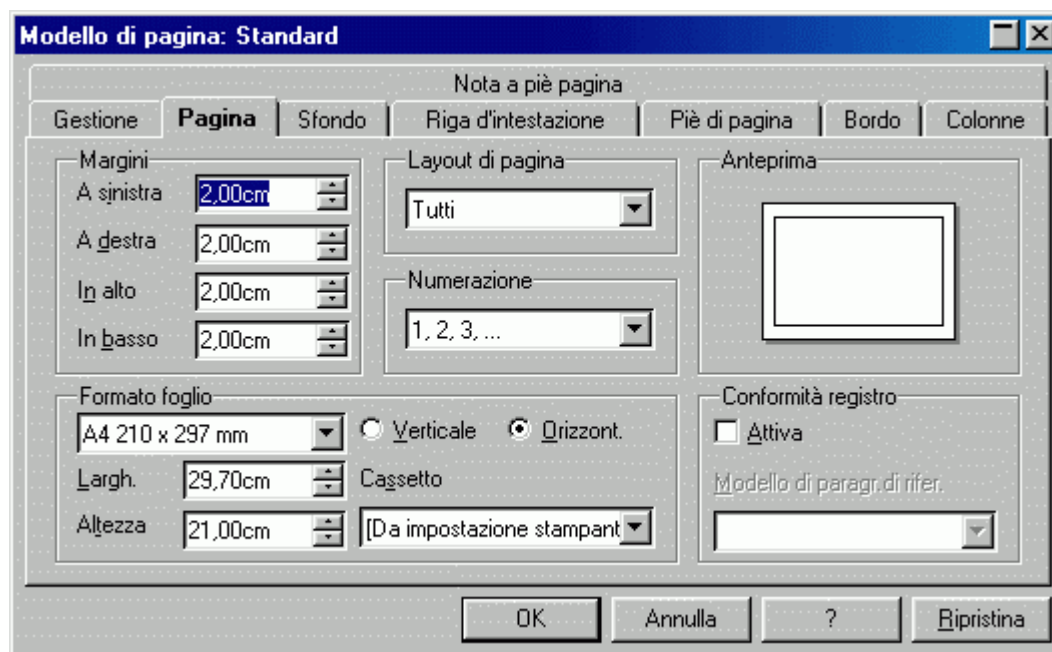 Modello di pagina: Standard
Nota a piè pagina
Gestione Pagina Sfondo Riga d'intestazione Piè di pagina Bordo Colonne
Margini
A sinistra 2,00cm
A destra 2,00cm
In alto 2,00cm
In basso 2,00cm
Layout di pagina
Tutti
Numerazione
1, 2, 3, ...
Anteprima
Formato foglio
A4 210 x 297 mm Verticale Orizzont.
Largh. 29,70cm Cassetto
Altezza 21,00cm [Da impostazione stampant
Conformità registro
Attiva
Modello di paragr.di rifer.
OK Annulla ? Ripristina